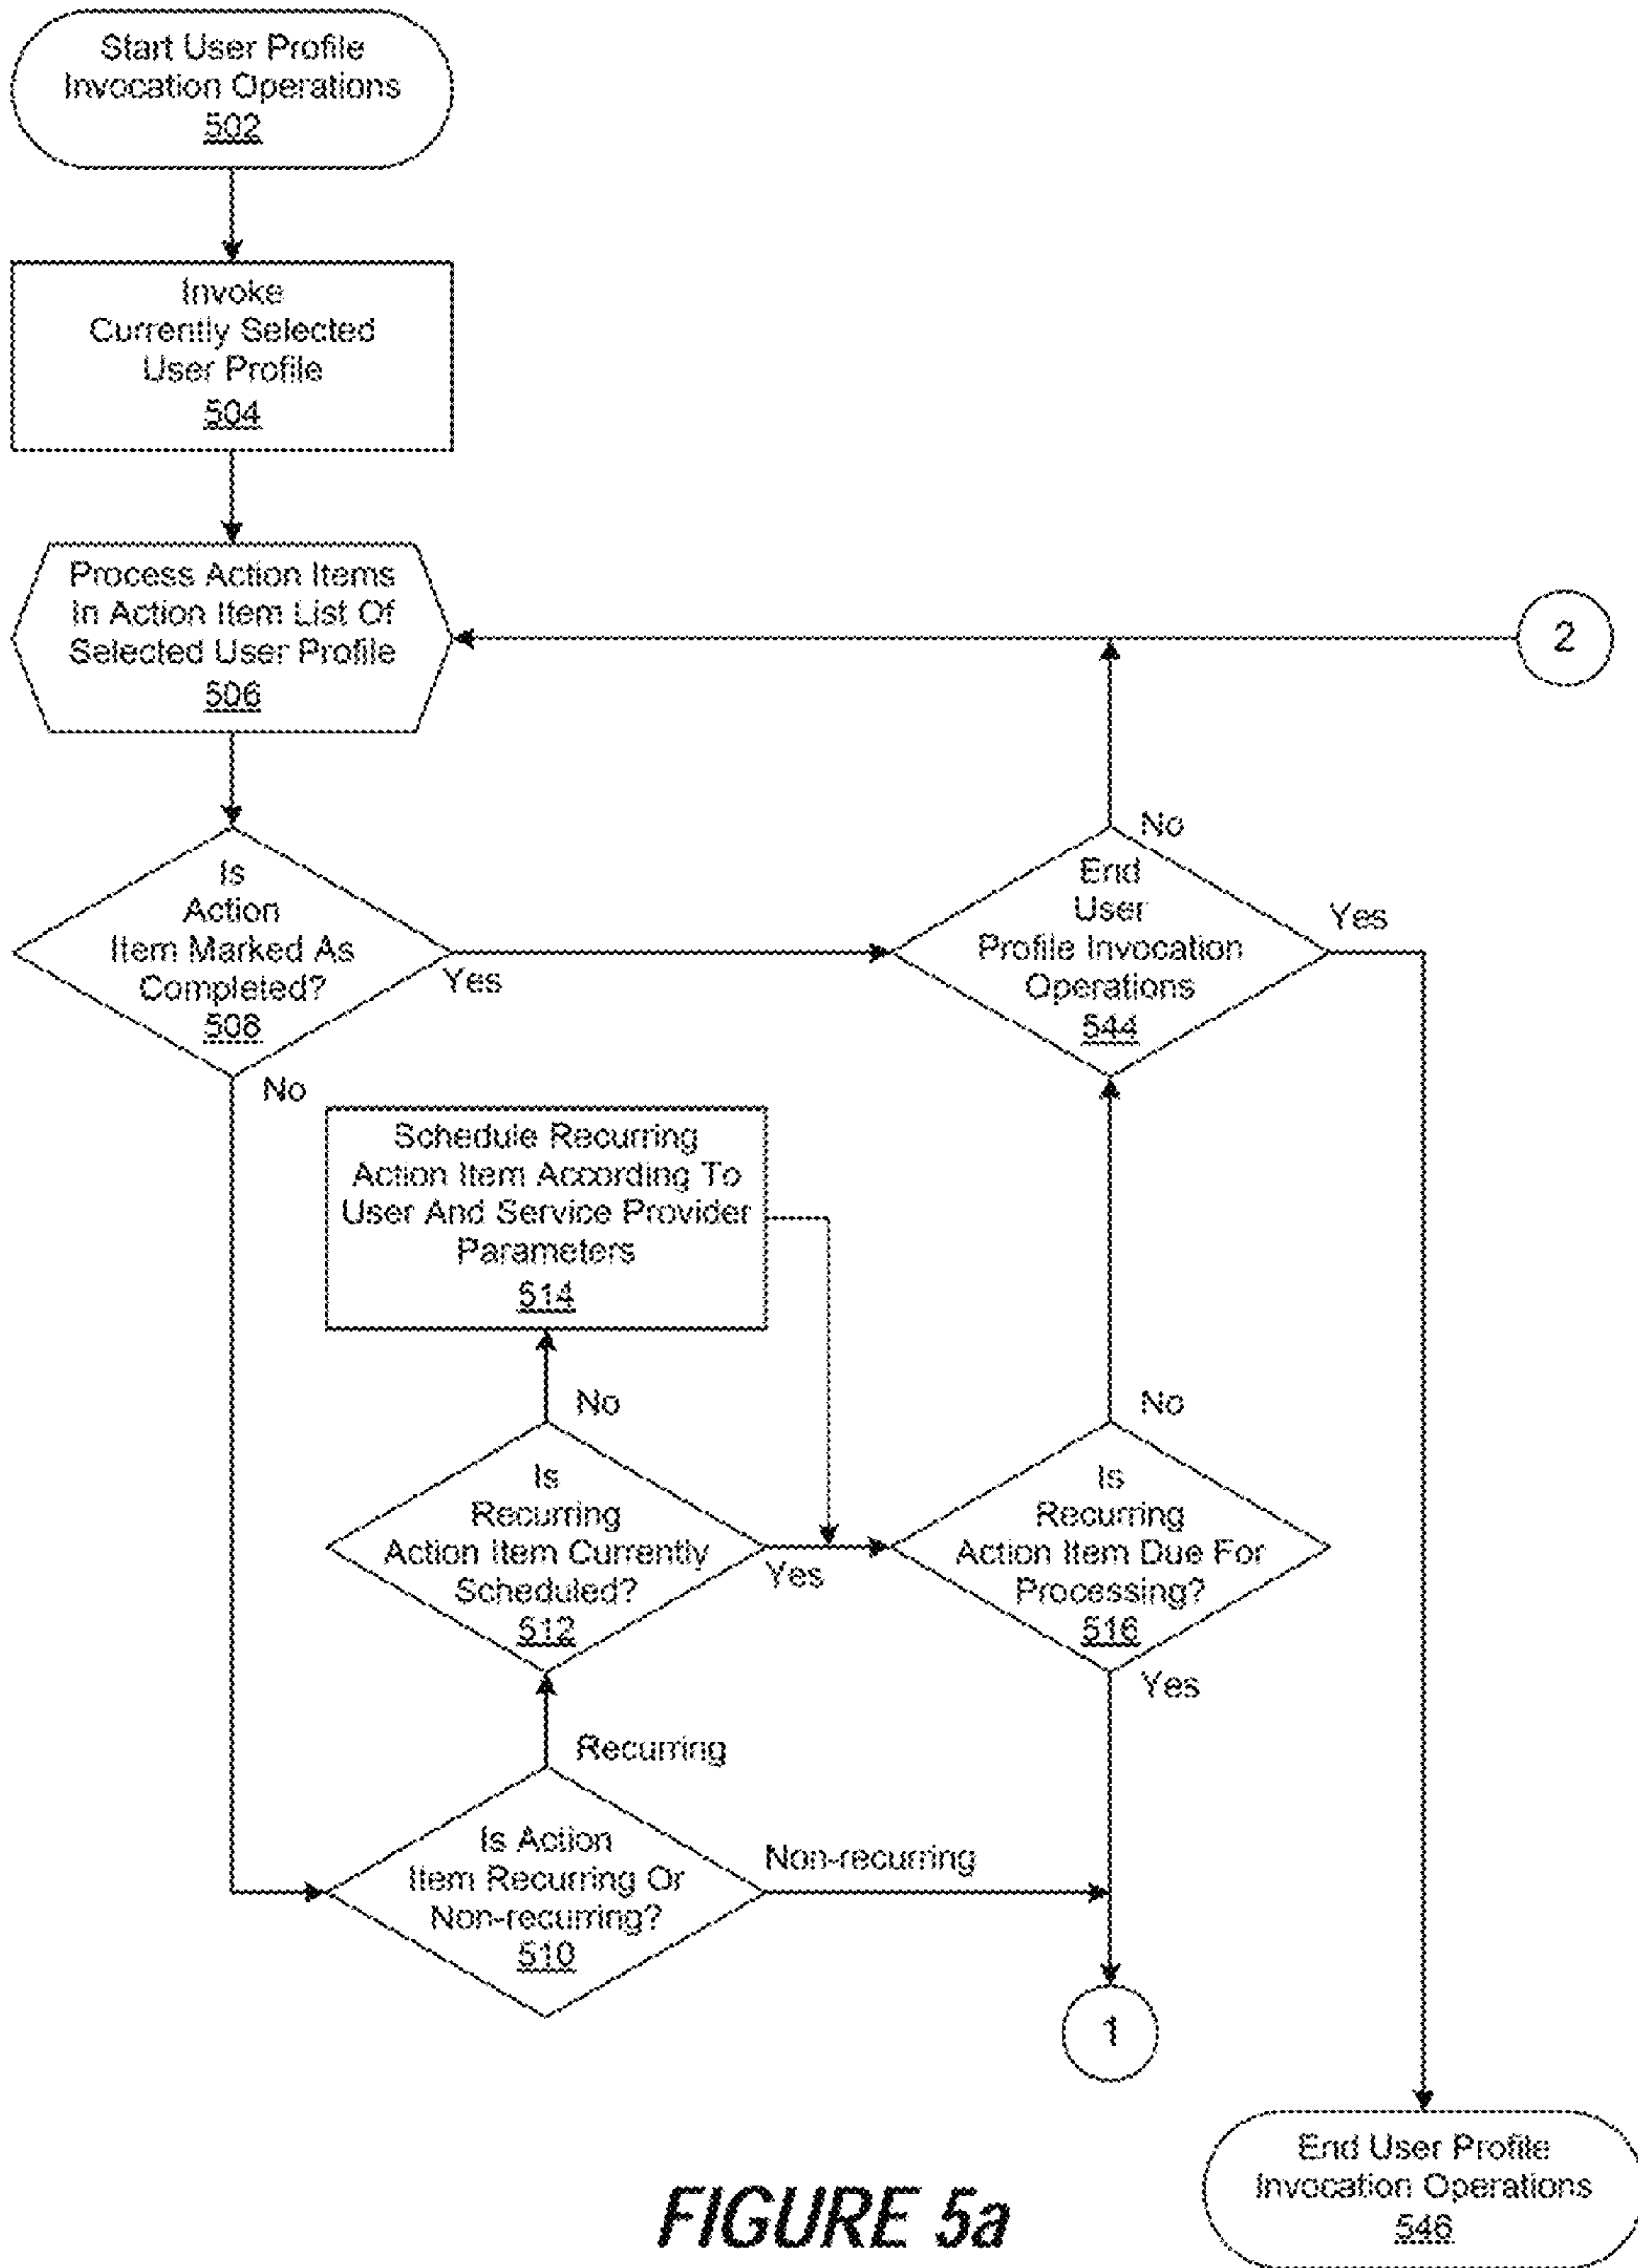 Start User Profile
Invocation Operations
502
Invoke
Currently Selected
User Profile
504
Process Action Items
In Action Item List Of
Selected User Profile
506
2
Is
Action
Item Marked As
Completed?
508
Yes
No
End
User
Profile Invocation
Operations
544
No
Yes
Schedule Recurring
Action Item According To
User And Service Provider
Parameters
514
No
Is
Recurring
Action Item Currently
Scheduled?
512
Yes
No
Is
Recurring
Action Item Due For
Processing?
516
Yes
Recurring
Is Action
Item Recurring Or
Non-recurring?
510
Non-recurring
1
End User Profile
Invocation Operations
546
FIGURE 5a